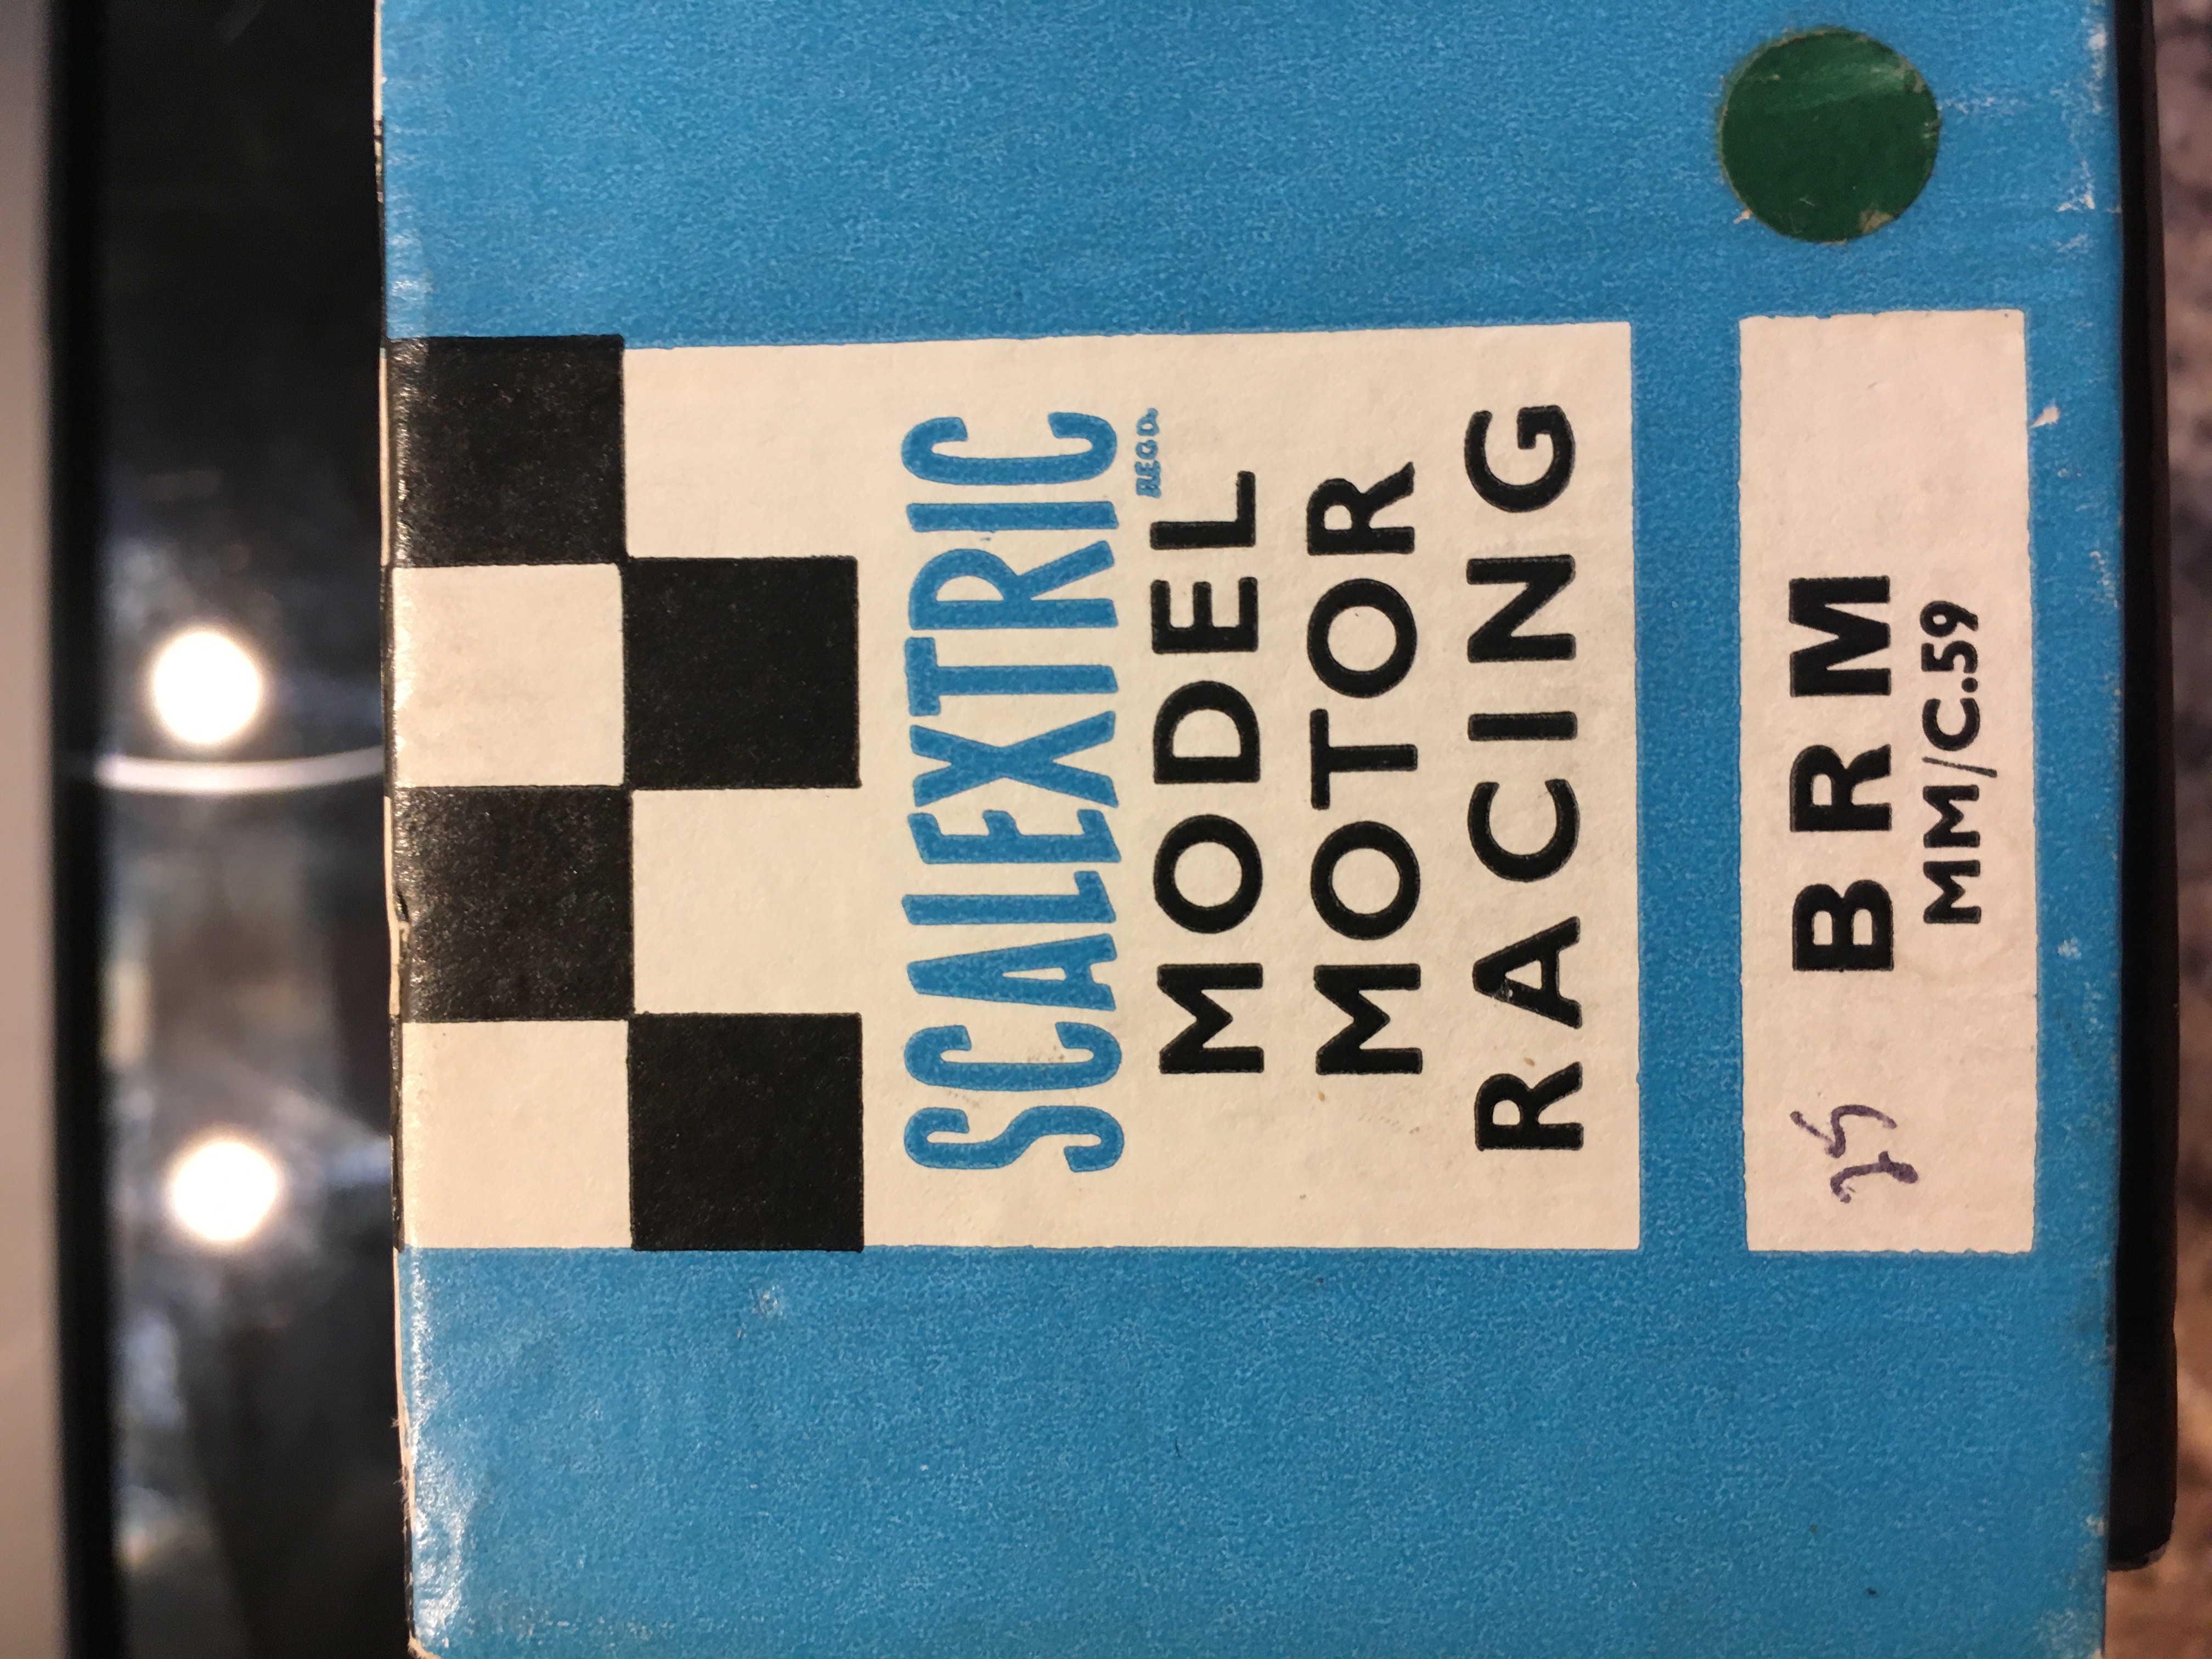 SCALEXTRIC
REGD.
MODEL
MOTOR
RACING
BRM
MM/C.59